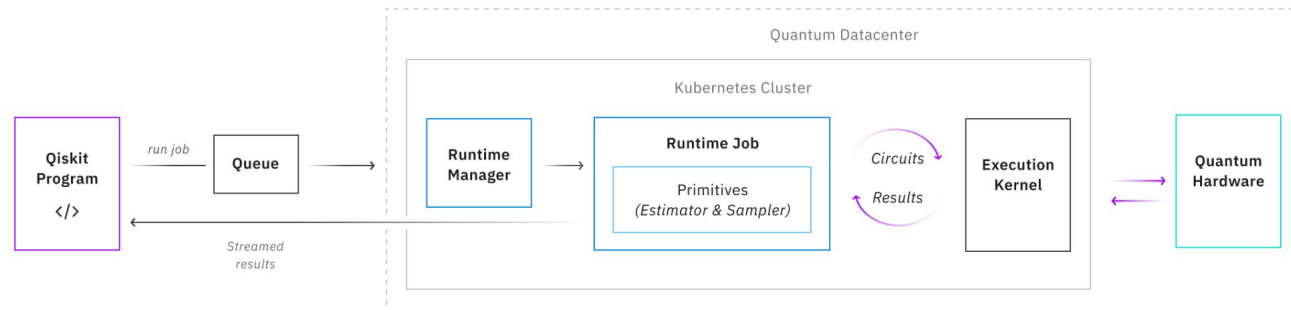 Quantum Datacenter
Kubernetes Cluster
Qiskit
Program
</>
run job
Queue
Runtime
Manager
Runtime Job
Primitives
(Estimator & Sampler)
Circuits
Results
Execution
Kernel
Quantum
Hardware
Streamed
results